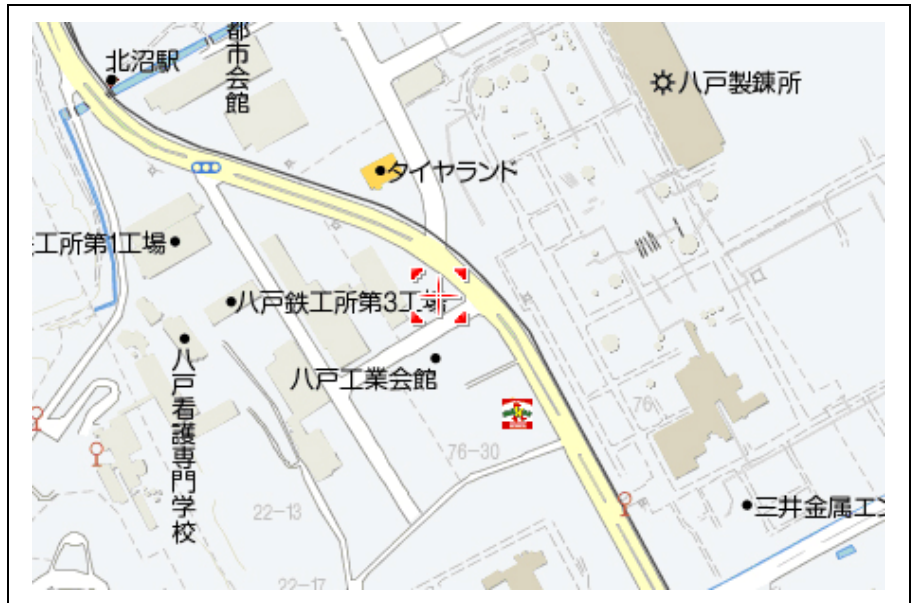 都市会館
北沼駅
八戸製錬所
タイヤランド
工所第1工場
八戸鉄工所第3工場
八戸工業会館
八戸看護専門学校
76
76-30
22-13
三井金属エン
22-17